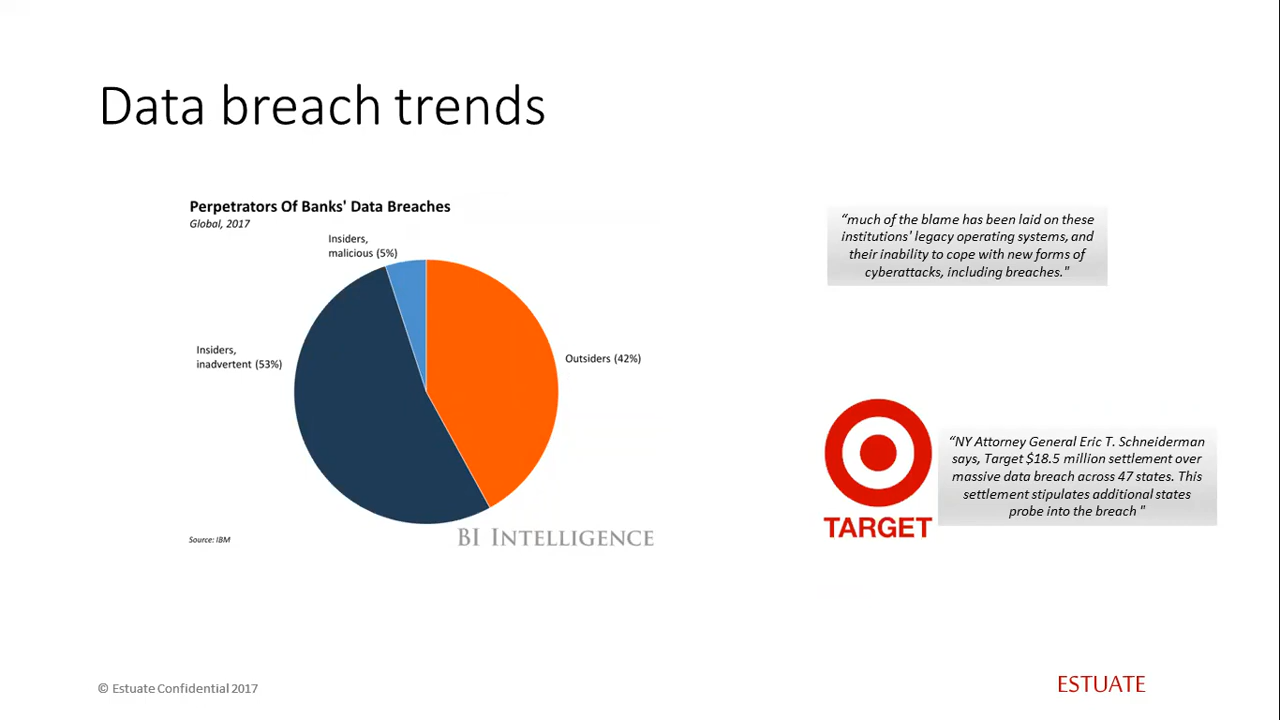 Data breach trends
Perpetrators Of Banks' Data Breaches
Global, 2017
Insiders,
malicious (5%)
Insiders,
inadvertent (53%)
Outsiders (42%)
BI INTELLIGENCE
Source: IBM
“much of the blame has been laid on these
institutions' legacy operating systems, and
their inability to cope with new forms of
cyberattacks, including breaches."
TARGET
“NY Attorney General Eric T. Schneiderman
says, Target $18.5 million settlement over
massive data breach across 47 states. This
settlement stipulates additional states
probe into the breach "
© Estuate Confidential 2017
ESTUATE